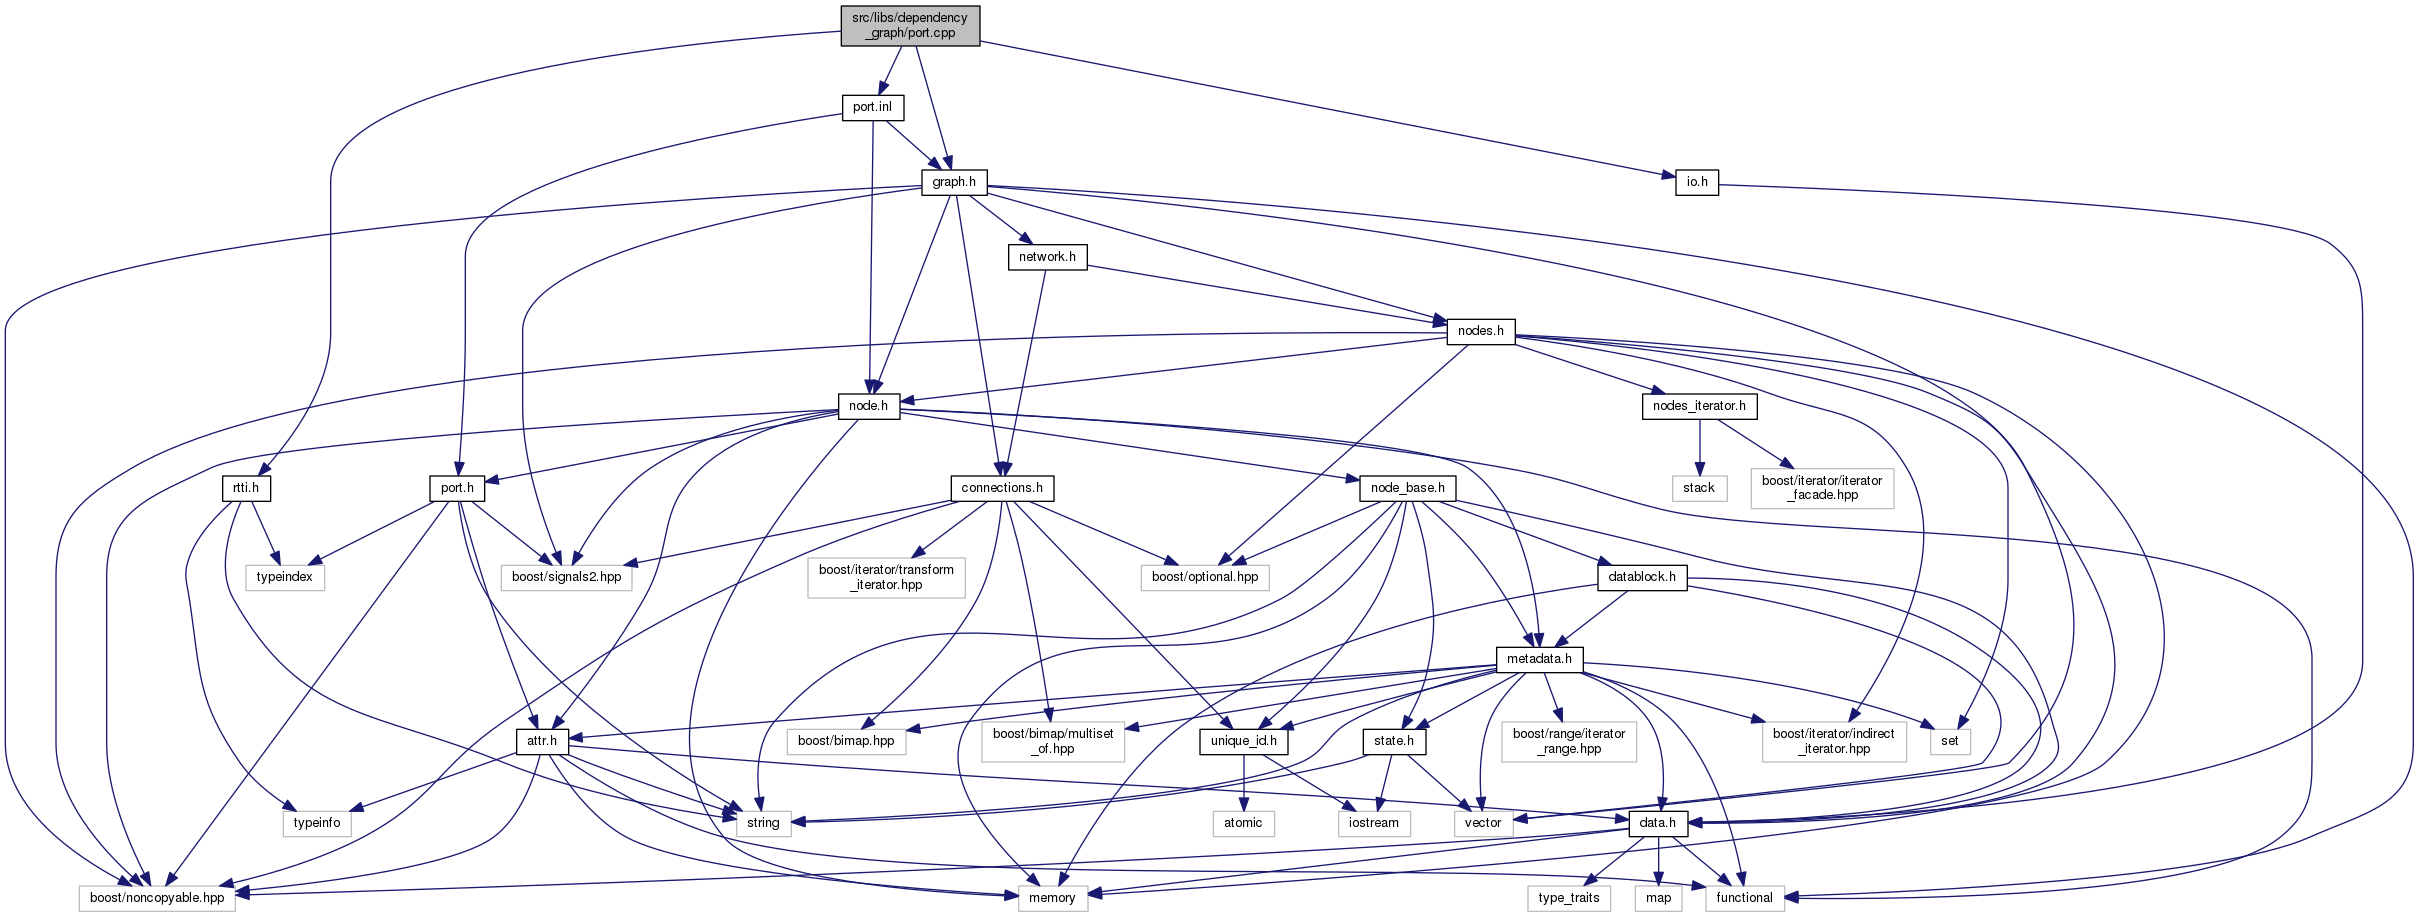 src/libs/dependency
_graph/port.cpp
port.inl
graph.h
io.h
network.h
nodes.h
node.h
nodes_iterator.h
rtti.h
port.h
connections.h
node_base.h
stack
boost/iterator/iterator
_facade.hpp
typeindex
boost/signals2.hpp
boost/iterator/transform
_iterator.hpp
boost/optional.hpp
datablock.h
metadata.h
attr.h
boost/bimap.hpp
boost/bimap/multiset
_of.hpp
unique_id.h
state.h
boost/range/iterator
_range.hpp
boost/iterator/indirect
_iterator.hpp
set
typeinfo
string
atomic
iostream
vector
data.h
boost/noncopyable.hpp
memory
type_traits
map
functional